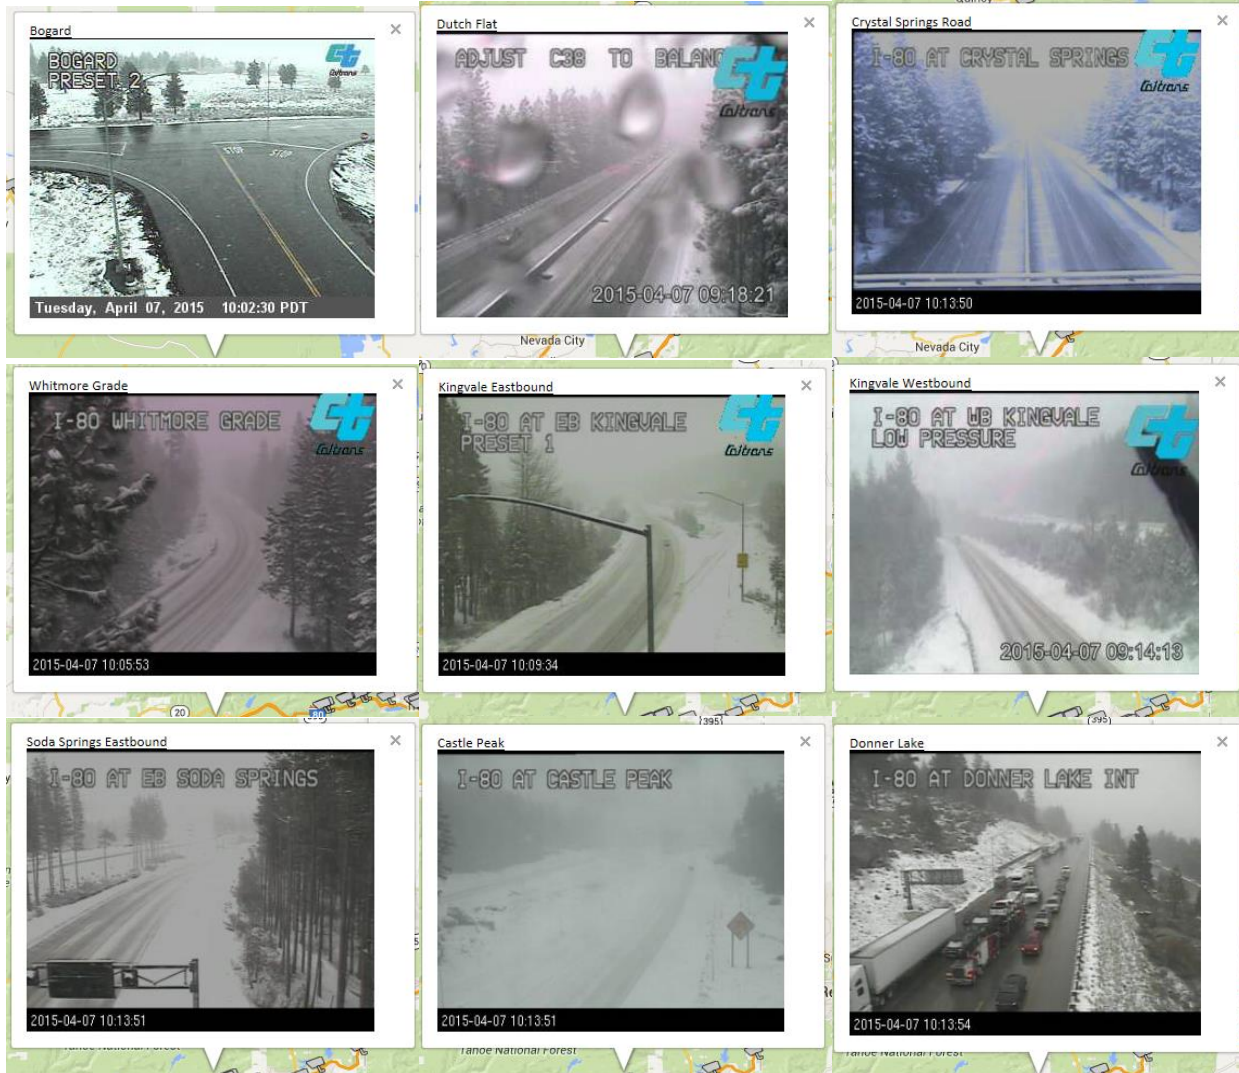 Bogard
BOGARD
PRESET 2
Caltrans
STOP STOP
Tuesday, April 07, 2015 10:02:30 PDT
Dutch Flat
ADJUST C38 TO BALANC
Caltrans
2015-04-07 09:18:21
Nevada City
Crystal Springs Road
I-80 AT CRYSTAL SPRINGS
Caltrans
2015-04-07 10:13:50
Nevada City
Whitmore Grade
I-80 WHITMORE GRADE
Caltrans
2015-04-07 10:05:53
20
80
Kingvale Eastbound
I-80 AT EB KINGVALE
PRESET 1
Caltrans
2015-04-07 10:09:34
395
Kingvale Westbound
I-80 AT WB KINGVALE
LOW PRESSURE
Caltrans
2015-04-07 09:14:13
395
Soda Springs Eastbound
I-80 AT EB SODA SPRINGS
2015-04-07 10:13:51
Tahoe National Forest
Castle Peak
I-80 AT CASTLE PEAK
2015-04-07 10:13:51
Tahoe National Forest
Donner Lake
I-80 AT DONNER LAKE INT
2015-04-07 10:13:54
Tahoe National Forest